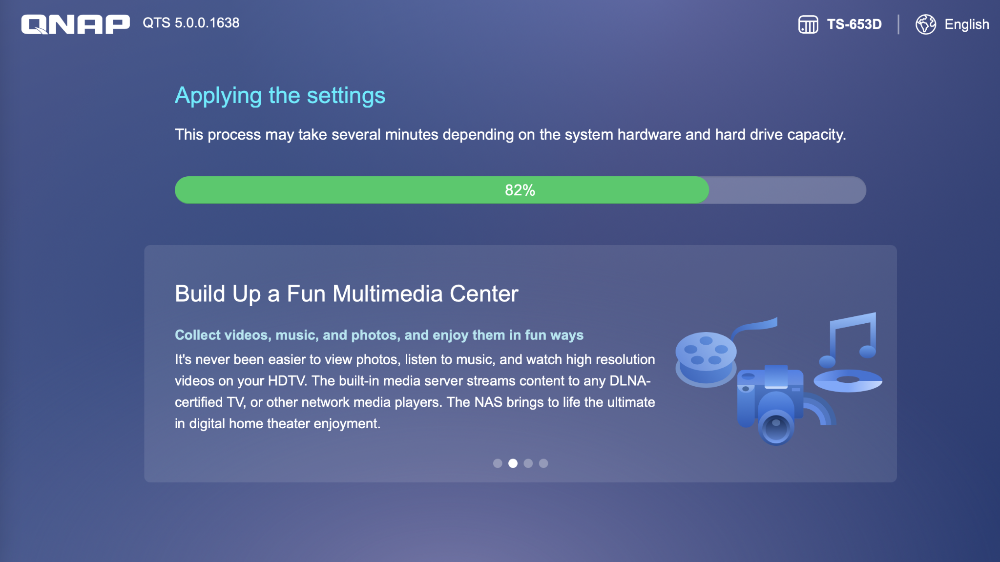 QNAP QTS 5.0.0.1638
TS-653D English
Applying the settings
This process may take several minutes depending on the system hardware and hard drive capacity.
82%
Build Up a Fun Multimedia Center
Collect videos, music, and photos, and enjoy them in fun ways
It's never been easier to view photos, listen to music, and watch high resolution
videos on your HDTV. The built-in media server streams content to any DLNA-
certified TV, or other network media players. The NAS brings to life the ultimate
in digital home theater enjoyment.